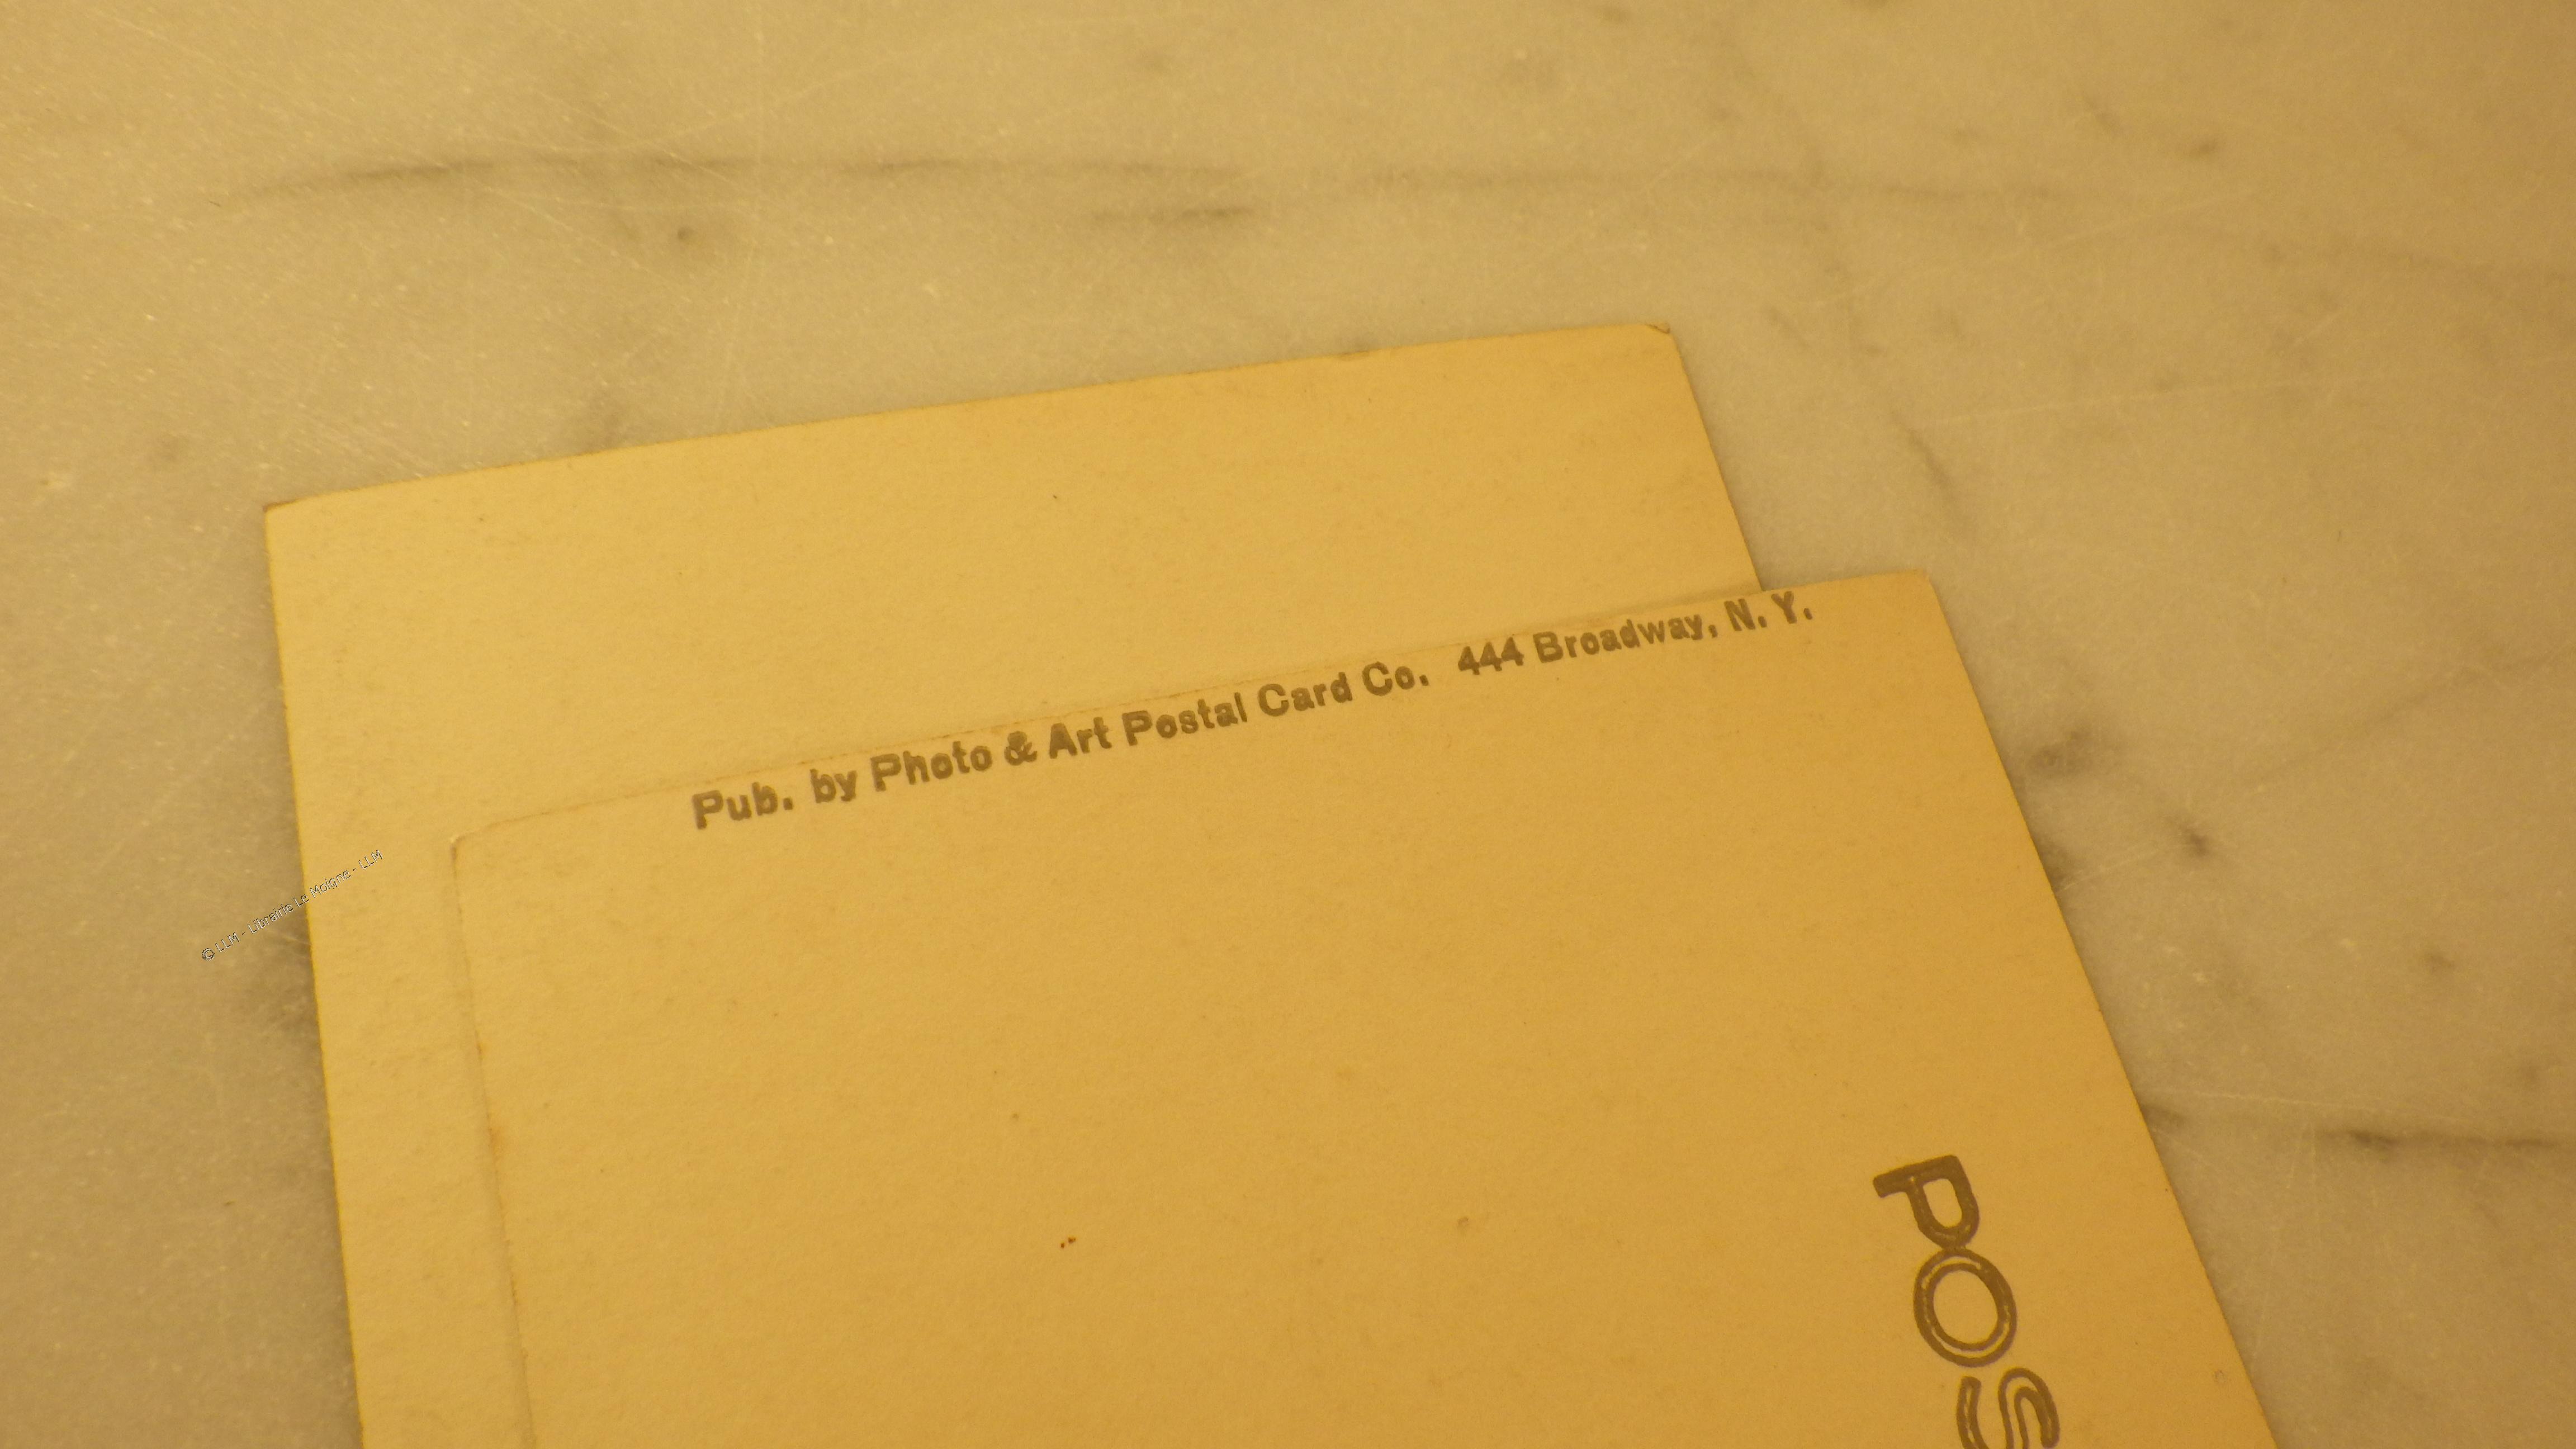 Pub. by Photo & Art Postal Card Co. 444 Broadway, N. Y.
POS
© LLM - Librairie Le Moigne - LLM